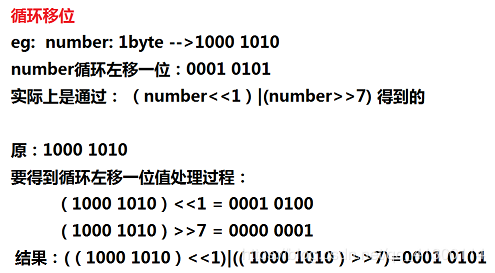 循环移位
eg:  number: 1byte -->1000 1010
number循环左移一位：0001 0101
实际上是通过： （number<<1）|(number>>7) 得到的
原：1000 1010
要得到循环左移一位值处理过程：
（1000 1010）<<1 = 0001 0100
（1000 1010）>>7 = 0000 0001
结果：(（1000 1010）<<1)|(（1000 1010）>>7)=0001 0101